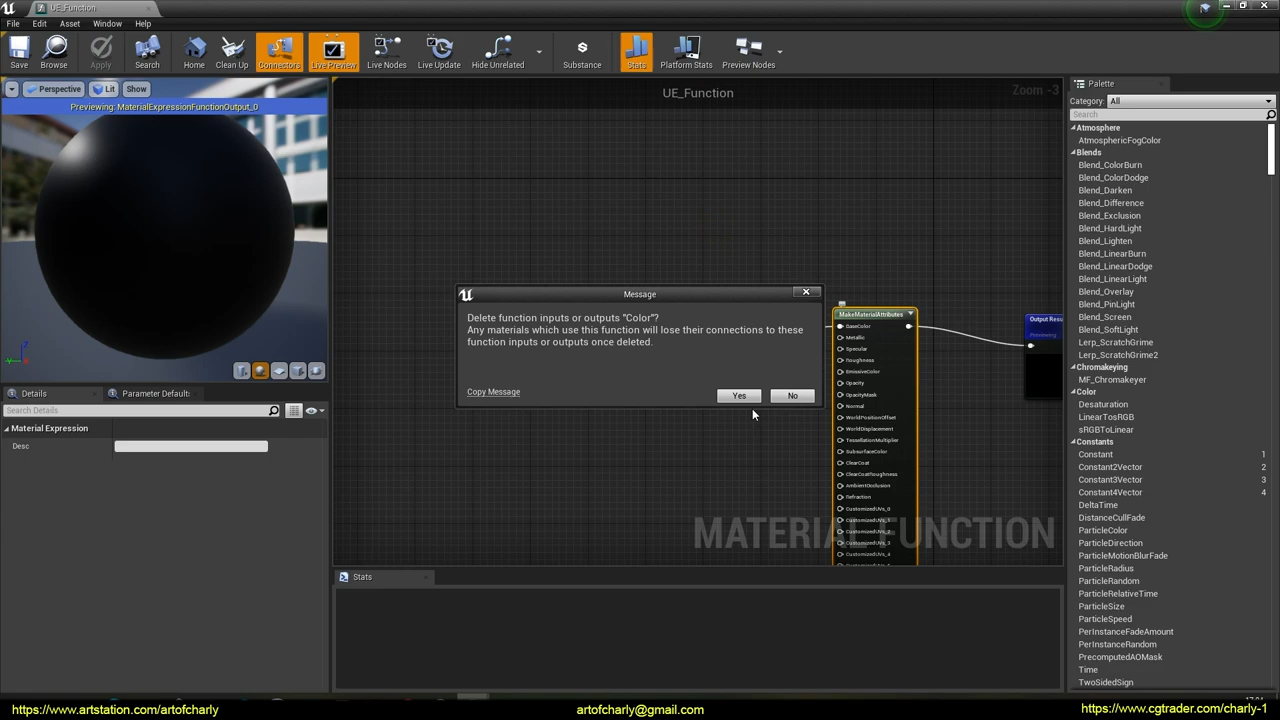 UE_Function
File Edit Asset Window Help
Save Browse Apply Search Home Clean Up Connectors Live Preview Live Nodes Live Update Hide Unrelated Substance Stats Platform Stats Preview Nodes
Perspective Lit Show
Previewing: MaterialExpressionFunctionOutput_0
UE_Function
Zoom -3
Details
Parameter Default:
Search Details
Material Expression
Desc
Message
Delete function inputs or outputs "Color"?
Any materials which use this function will lose their connections to these
function inputs or outputs once deleted.
Copy Message
Yes
No
MakeMaterialAttributes
BaseColor
Metallic
Specular
Roughness
EmissiveColor
Opacity
OpacityMask
Normal
WorldPositionOffset
WorldDisplacement
TessellationMultiplier
SubsurfaceColor
ClearCoat
ClearCoatRoughness
AmbientOcclusion
Refraction
CustomizedUVs_0
CustomizedUVs_1
CustomizedUVs_2
CustomizedUVs_3
CustomizedUVs_4
Output Resu
Previewing
MATERIAL FUNCTION
Stats
Palette
Category: All
Search
Atmosphere
AtmosphericFogColor
Blends
Blend_ColorBurn
Blend_ColorDodge
Blend_Darken
Blend_Difference
Blend_Exclusion
Blend_HardLight
Blend_Lighten
Blend_LinearBurn
Blend_LinearDodge
Blend_LinearLight
Blend_Overlay
Blend_PinLight
Blend_Screen
Blend_SoftLight
Lerp_ScratchGrime
Lerp_ScratchGrime2
Chromakeying
MF_Chromakeyer
Color
Desaturation
LinearTosRGB
sRGBToLinear
Constants
Constant 1
Constant2Vector 2
Constant3Vector 3
Constant4Vector 4
DeltaTime
DistanceCullFade
ParticleColor
ParticleDirection
ParticleMotionBlurFade
ParticleRadius
ParticleRandom
ParticleRelativeTime
ParticleSize
ParticleSpeed
PerInstanceFadeAmount
PerInstanceRandom
PrecomputedAOMask
Time
TwoSidedSign
https://www.artstation.com/artofcharly
artofcharly@gmail.com
https://www.cgtrader.com/charly-1